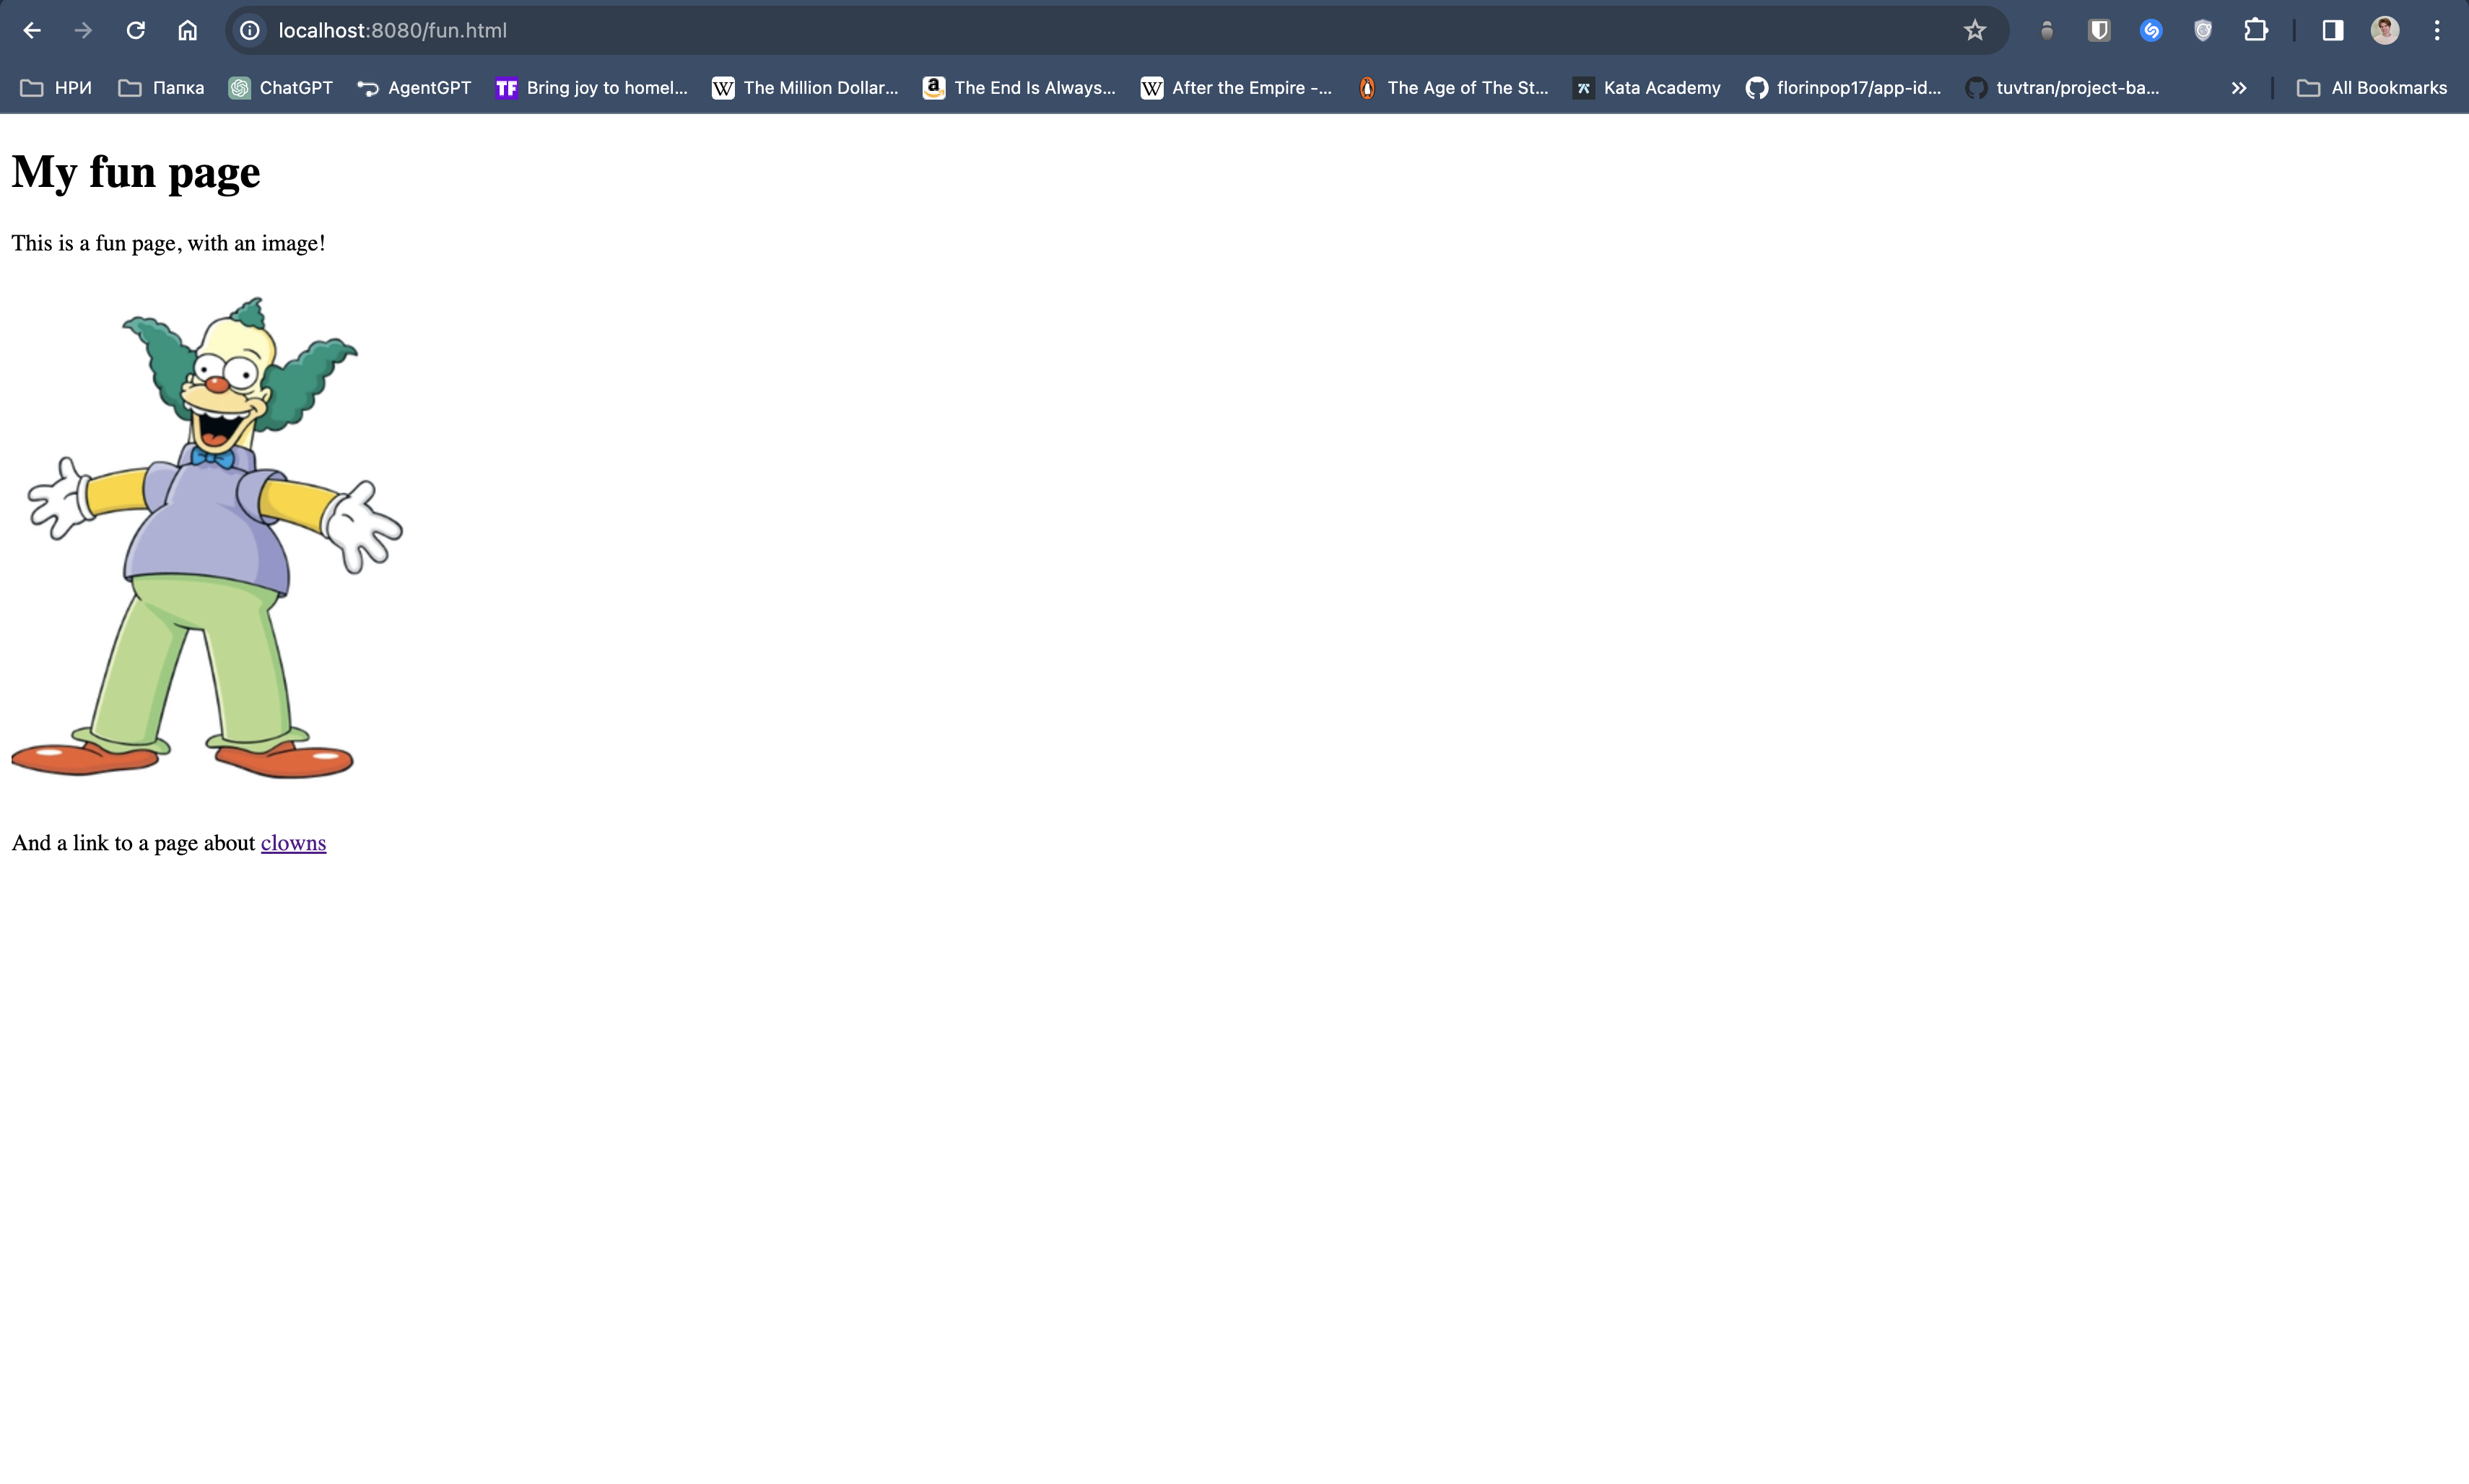 localhost:8080/fun.html
НРИ Папка ChatGPT AgentGPT TF Bring joy to homel... W The Million Dollar... a The End Is Always... W After the Empire -... The Age of The St... Kata Academy florinpop17/app-id... tuvtran/project-ba... » All Bookmarks
My fun page
This is a fun page, with an image!
And a link to a page about clowns